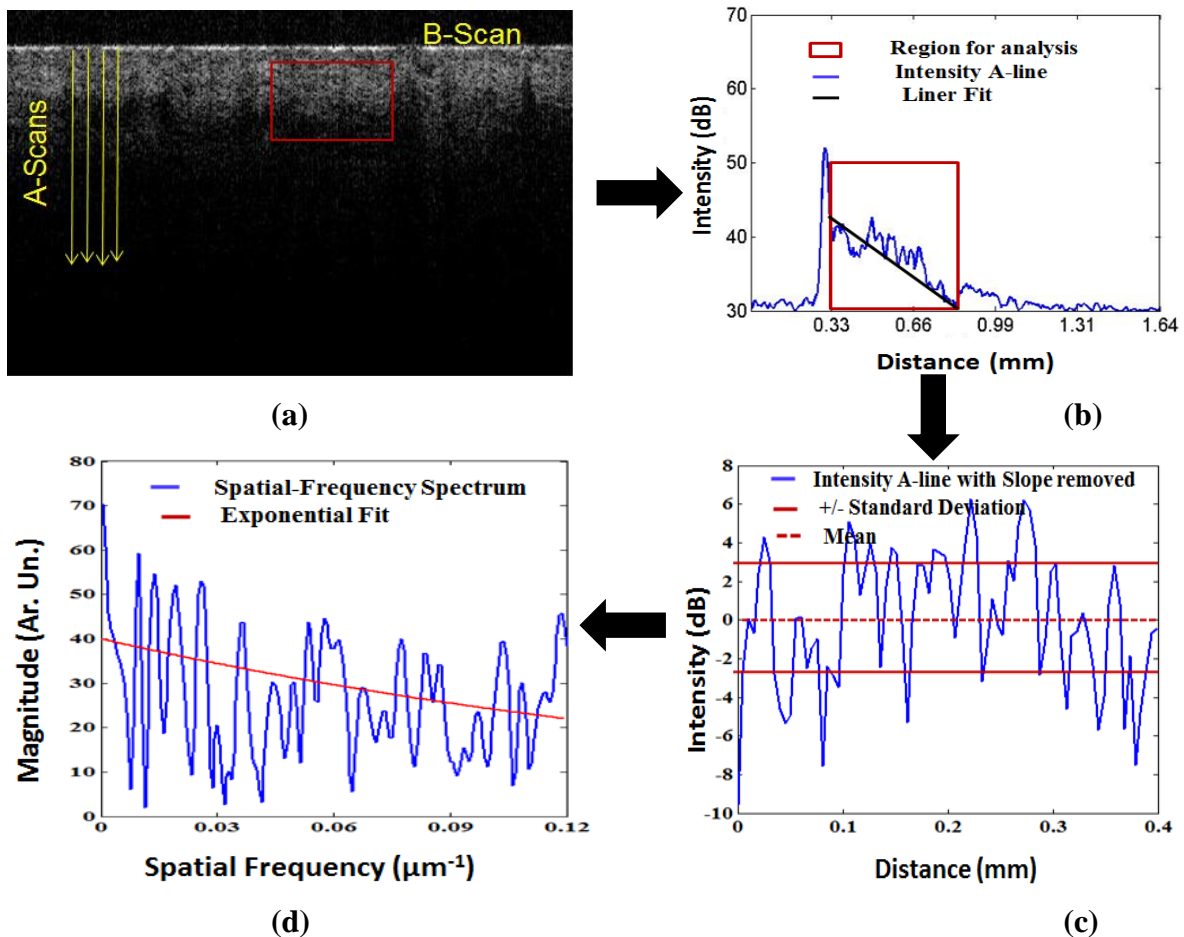 B-Scan
A-Scans
(a)
70
60
50
40
30
Intensity (dB)
Region for analysis
Intensity A-line
Liner Fit
0.33 0.66 0.99 1.31 1.64
Distance (mm)
(b)
80
70
60
50
40
30
20
10
0
Magnitude (Ar. Un.)
Spatial-Frequency Spectrum
Exponential Fit
0 0.03 0.06 0.09 0.12
Spatial Frequency (µm-1)
(d)
8
6
4
2
0
-2
-4
-6
-8
-10
Intensity (dB)
Intensity A-line with Slope removed
+/- Standard Deviation
Mean
0 0.1 0.2 0.3 0.4
Distance (mm)
(c)